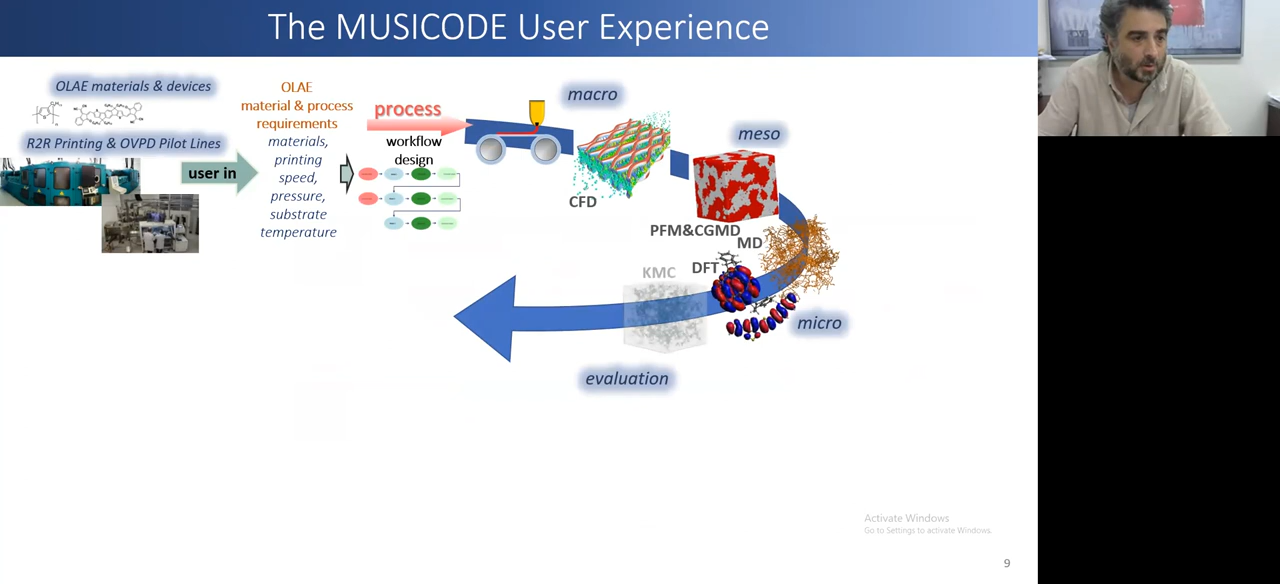 The MUSICODE User Experience
OLAE materials & devices
R2R Printing & OVPD Pilot Lines
user in
OLAE
material & process
requirements
materials,
printing
speed,
pressure,
substrate
temperature
process
workflow
design
macro
CFD
meso
PFM&CGMD
MD
DFT
KMC
micro
evaluation
Activate Windows
Go to Settings to activate Windows.
9